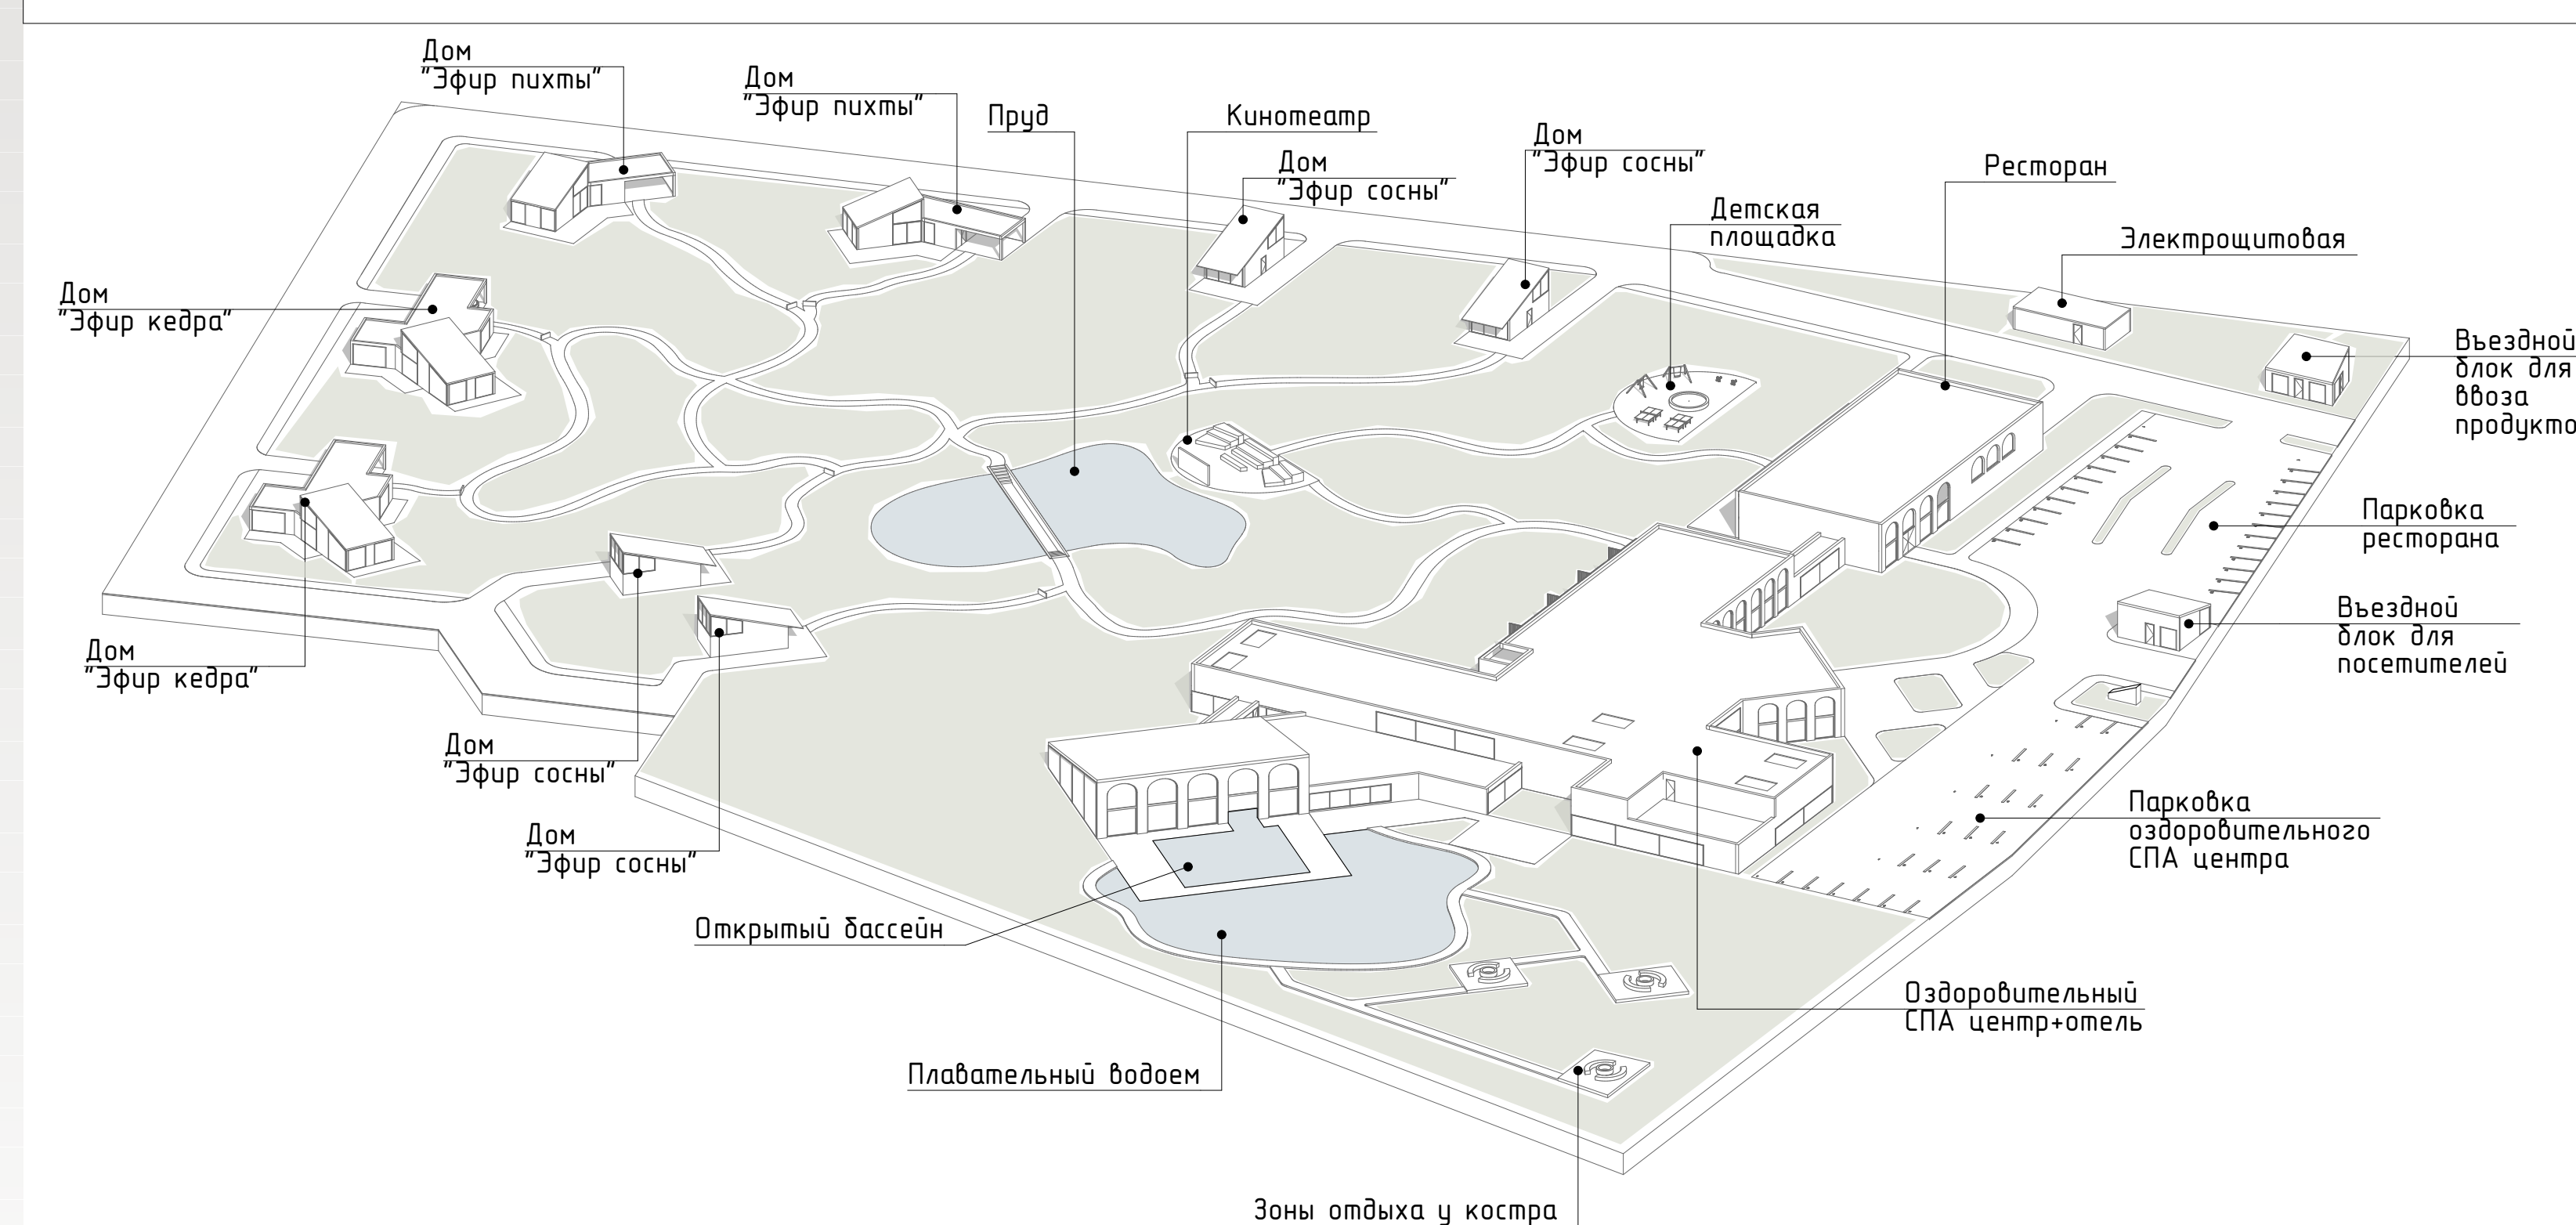 Дом
"Эфир пихты"
Дом
"Эфир пихты"
Пруд
Кинотеатр
Дом
"Эфир сосны"
Дом
"Эфир сосны"
Детская
площадка
Ресторан
Электрощитовая
Въездной
блок для
ввоза
продукто
Дом
"Эфир кедра"
Парковка
ресторана
Въездной
блок для
посетителей
Дом
"Эфир кедра"
Дом
"Эфир сосны"
Дом
"Эфир сосны"
Парковка
оздоровительного
СПА центра
Открытый бассейн
Оздоровительный
СПА центр+отель
Плавательный водоем
Зоны отдыха у костра